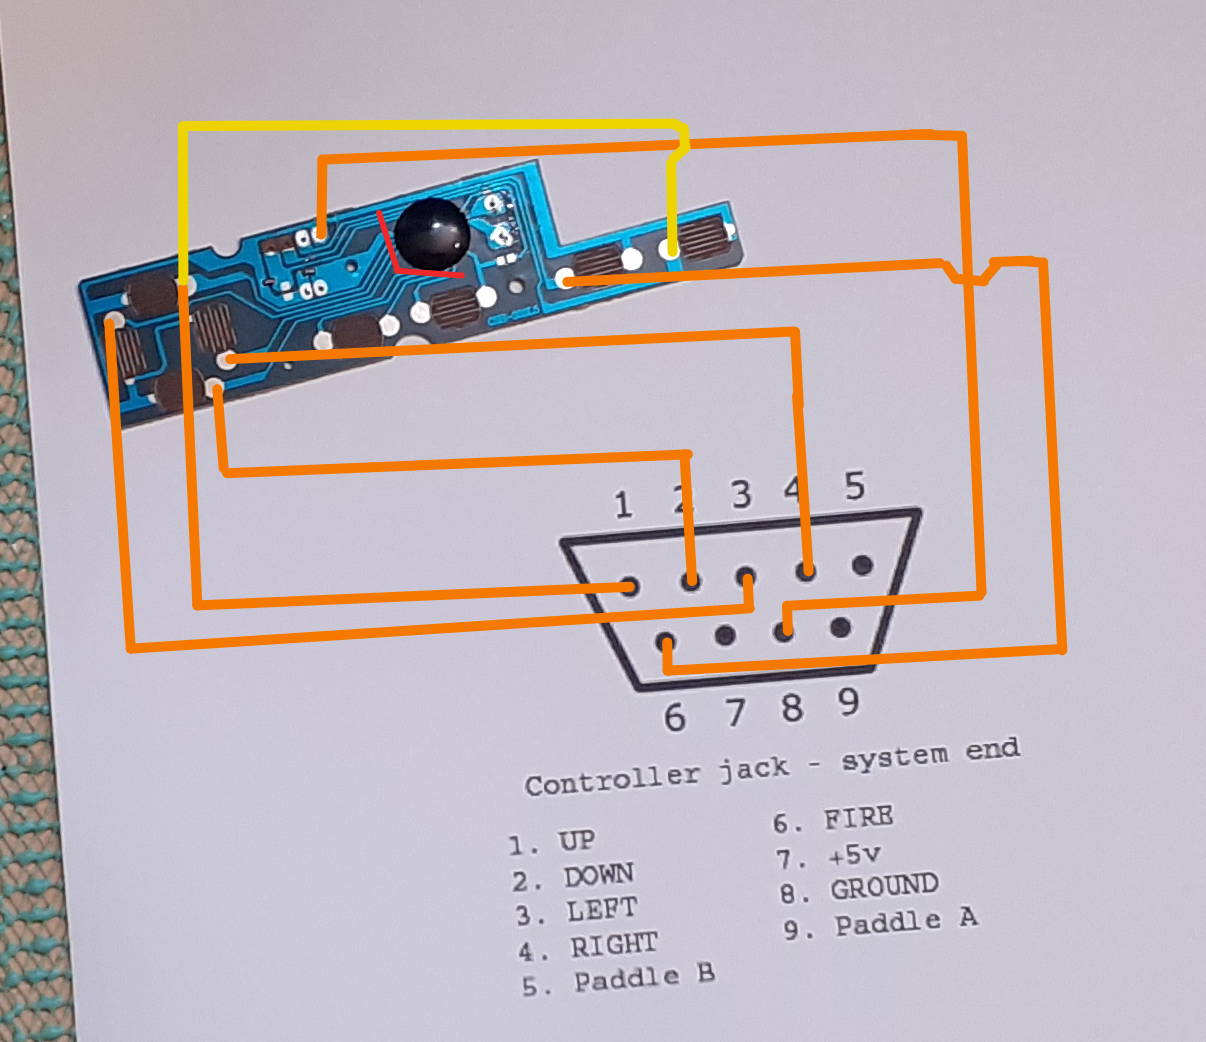 1 2 3 4 5
6 7 8 9
Controller jack - system end
1. UP
2. DOWN
3. LEFT
4. RIGHT
5. Paddle B
6. FIRE
7. +5v
8. GROUND
9. Paddle A